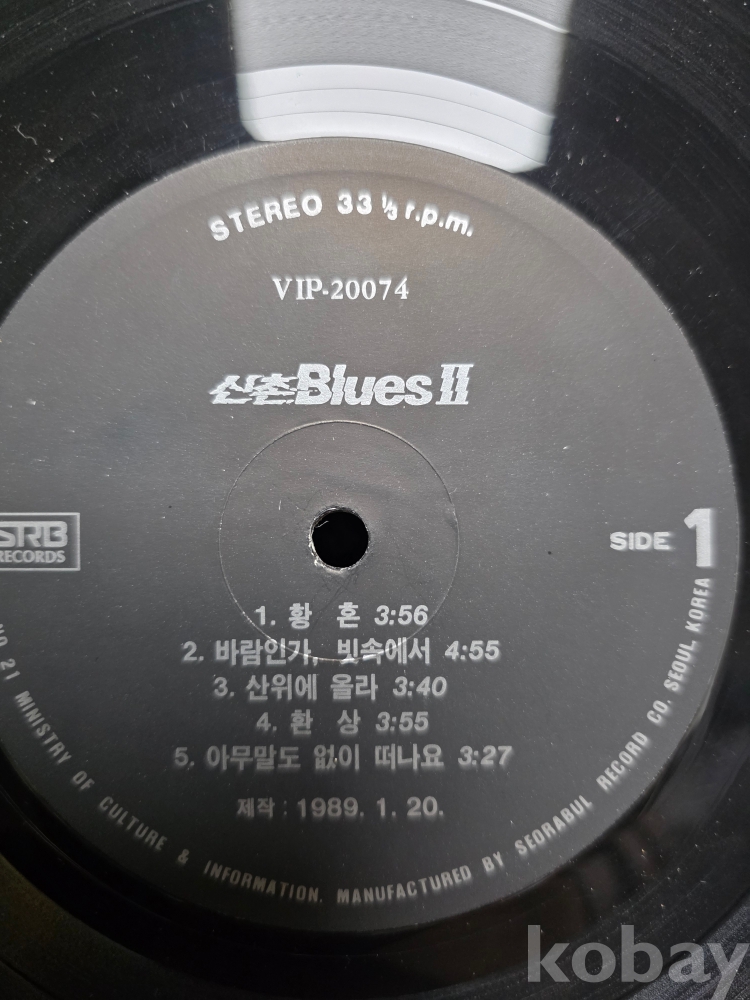 STEREO 33 ⅓ r.p.m.
VIP-20074
신촌Blues II
SRB
RECORDS
SIDE 1
1. 황 혼 3:56
2. 바람인가, 빗속에서 4:55
3. 산위에 올라 3:40
4. 환 상 3:55
5. 아무말도 없이 떠나요 3:27
제작 : 1989. 1. 20.
NO 21 MINISTRY OF CULTURE & INFORMATION. MANUFACTURED BY SEORABUL RECORD CO. SEOUL, KOREA
kobay